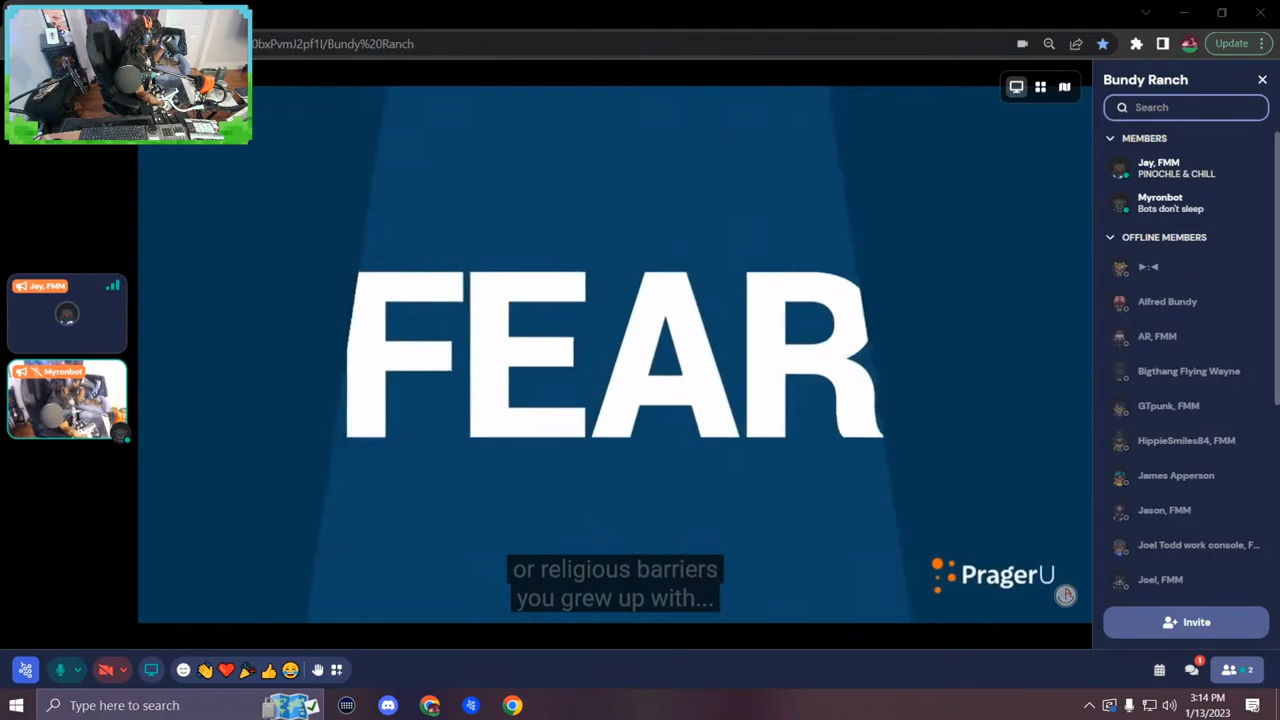 0bxPvmJ2pf1I/Bundy%20Ranch
Update
Bundy Ranch
Search
MEMBERS
Jay, FMM
PINOCHLE & CHILL
Myronbot
Bots don't sleep
OFFLINE MEMBERS
Alfred Bundy
AR, FMM
Bigthang Flying Wayne
GTpunk, FMM
HippieSmiles84, FMM
James Apperson
Jason, FMM
Joel Todd work console, F...
Joel, FMM
Invite
Jay, FMM
Myronbot
FEAR
or religious barriers
you grew up with...
PragerU
1
2
Type here to search
3:14 PM
1/13/2023